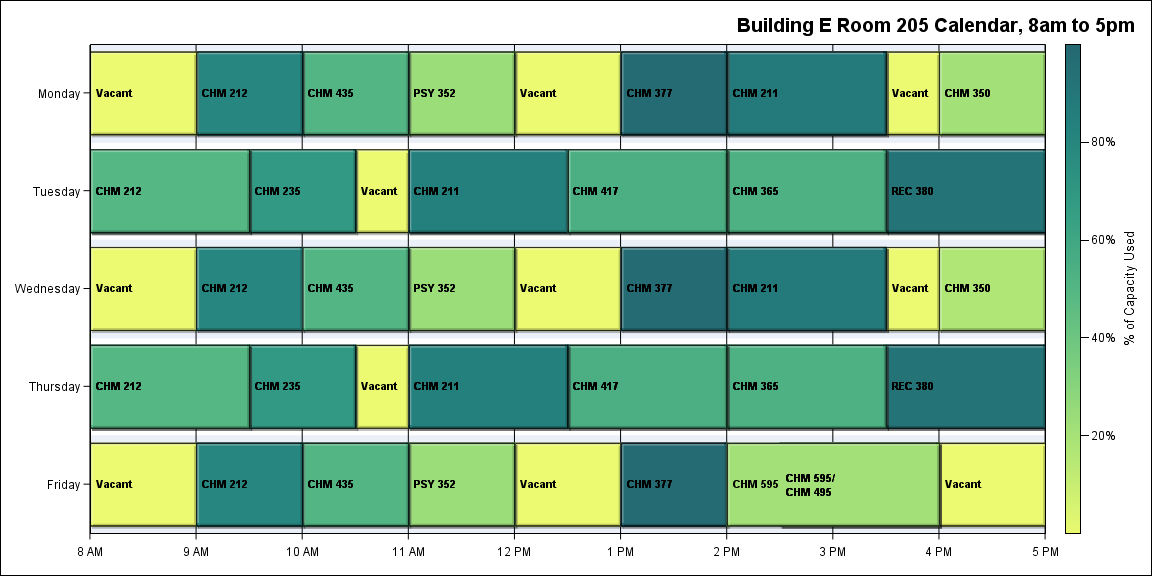 Building E Room 205 Calendar, 8am to 5pm
Monday
Vacant
CHM 212
CHM 435
PSY 352
Vacant
CHM 377
CHM 211
Vacant
CHM 350
Tuesday
CHM 212
CHM 235
Vacant
CHM 211
CHM 417
CHM 365
REC 380
Wednesday
Vacant
CHM 212
CHM 435
PSY 352
Vacant
CHM 377
CHM 211
Vacant
CHM 350
Thursday
CHM 212
CHM 235
Vacant
CHM 211
CHM 417
CHM 365
REC 380
Friday
Vacant
CHM 212
CHM 435
PSY 352
Vacant
CHM 377
CHM 595
CHM 595/
CHM 495
Vacant
8 AM
9 AM
10 AM
11 AM
12 PM
1 PM
2 PM
3 PM
4 PM
5 PM
80%
60%
40%
20%
% of Capacity Used